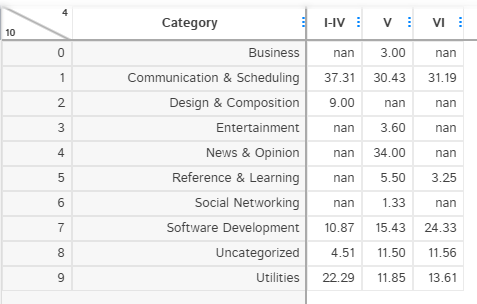 4
10 Category I-IV V VI
0 Business nan 3.00 nan
1 Communication & Scheduling 37.31 30.43 31.19
2 Design & Composition 9.00 nan nan
3 Entertainment nan 3.60 nan
4 News & Opinion nan 34.00 nan
5 Reference & Learning nan 5.50 3.25
6 Social Networking nan 1.33 nan
7 Software Development 10.87 15.43 24.33
8 Uncategorized 4.51 11.50 11.56
9 Utilities 22.29 11.85 13.61